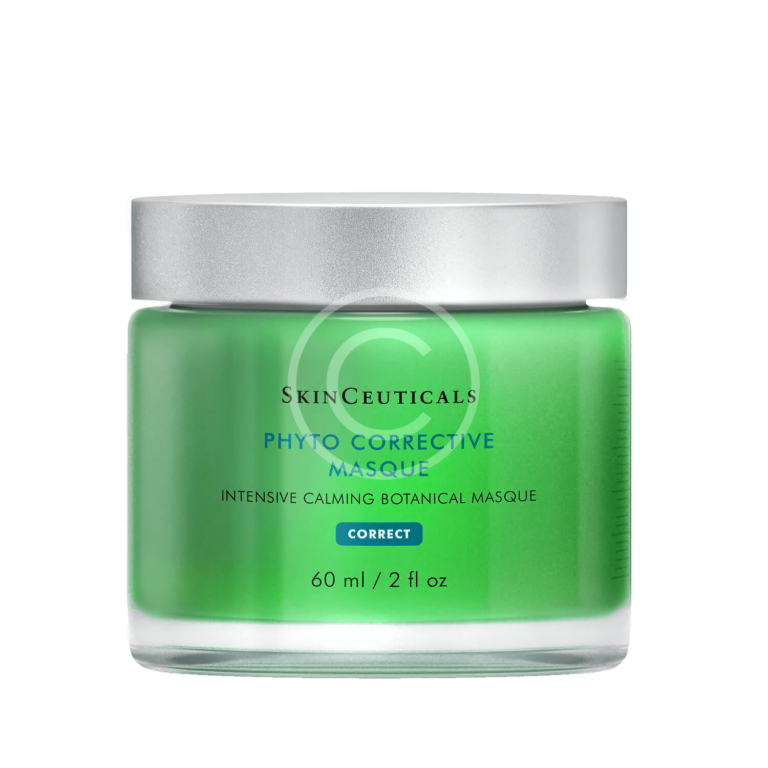 ©
SKINCEUTICALS
PHYTO CORRECTIVE
MASQUE
INTENSIVE CALMING BOTANICAL MASQUE
CORRECT
60 ml / 2 fl oz